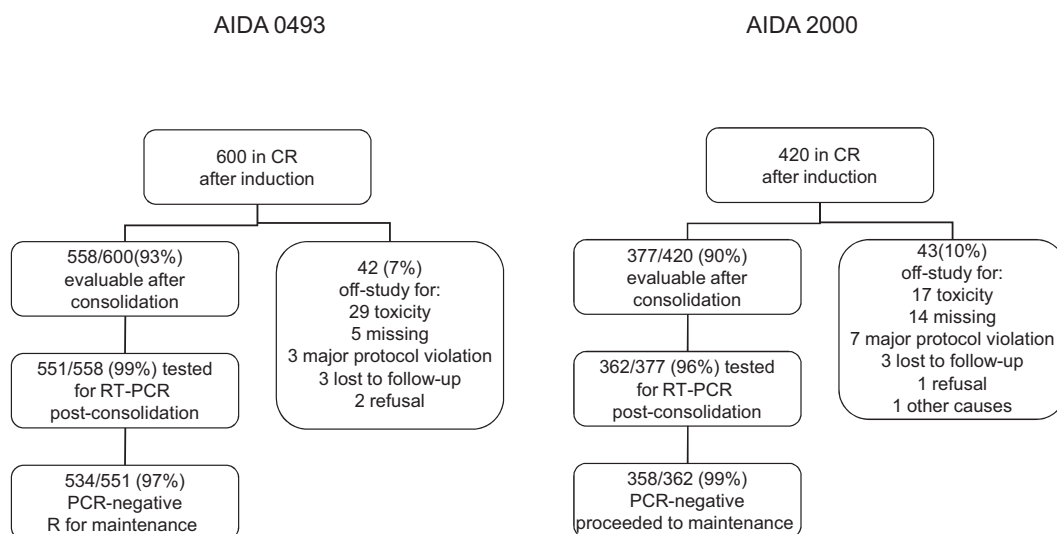 AIDA 0493
600 in CR
after induction
558/600(93%)
evaluable after
consolidation
42 (7%)
off-study for:
29 toxicity
5 missing
3 major protocol violation
3 lost to follow-up
2 refusal
551/558 (99%) tested
for RT-PCR
post-consolidation
534/551 (97%)
PCR-negative
R for maintenance
AIDA 2000
420 in CR
after induction
377/420 (90%)
evaluable after
consolidation
43(10%)
off-study for:
17 toxicity
14 missing
7 major protocol violation
3 lost to follow-up
1 refusal
1 other causes
362/377 (96%) tested
for RT-PCR
post-consolidation
358/362 (99%)
PCR-negative
proceeded to maintenance